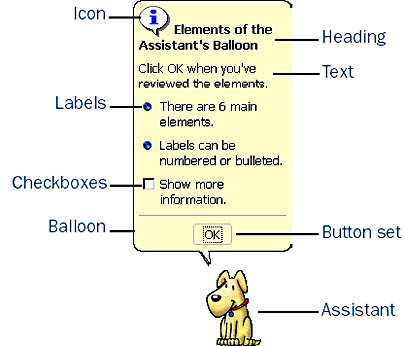 Icon
Elements of the
Assistant's Balloon
Heading
Click OK when you've
reviewed the elements.
Text
Labels
There are 6 main
elements.
Labels can be
numbered or bulleted.
Checkboxes
Show more
information.
Balloon
OK
Button set
Assistant